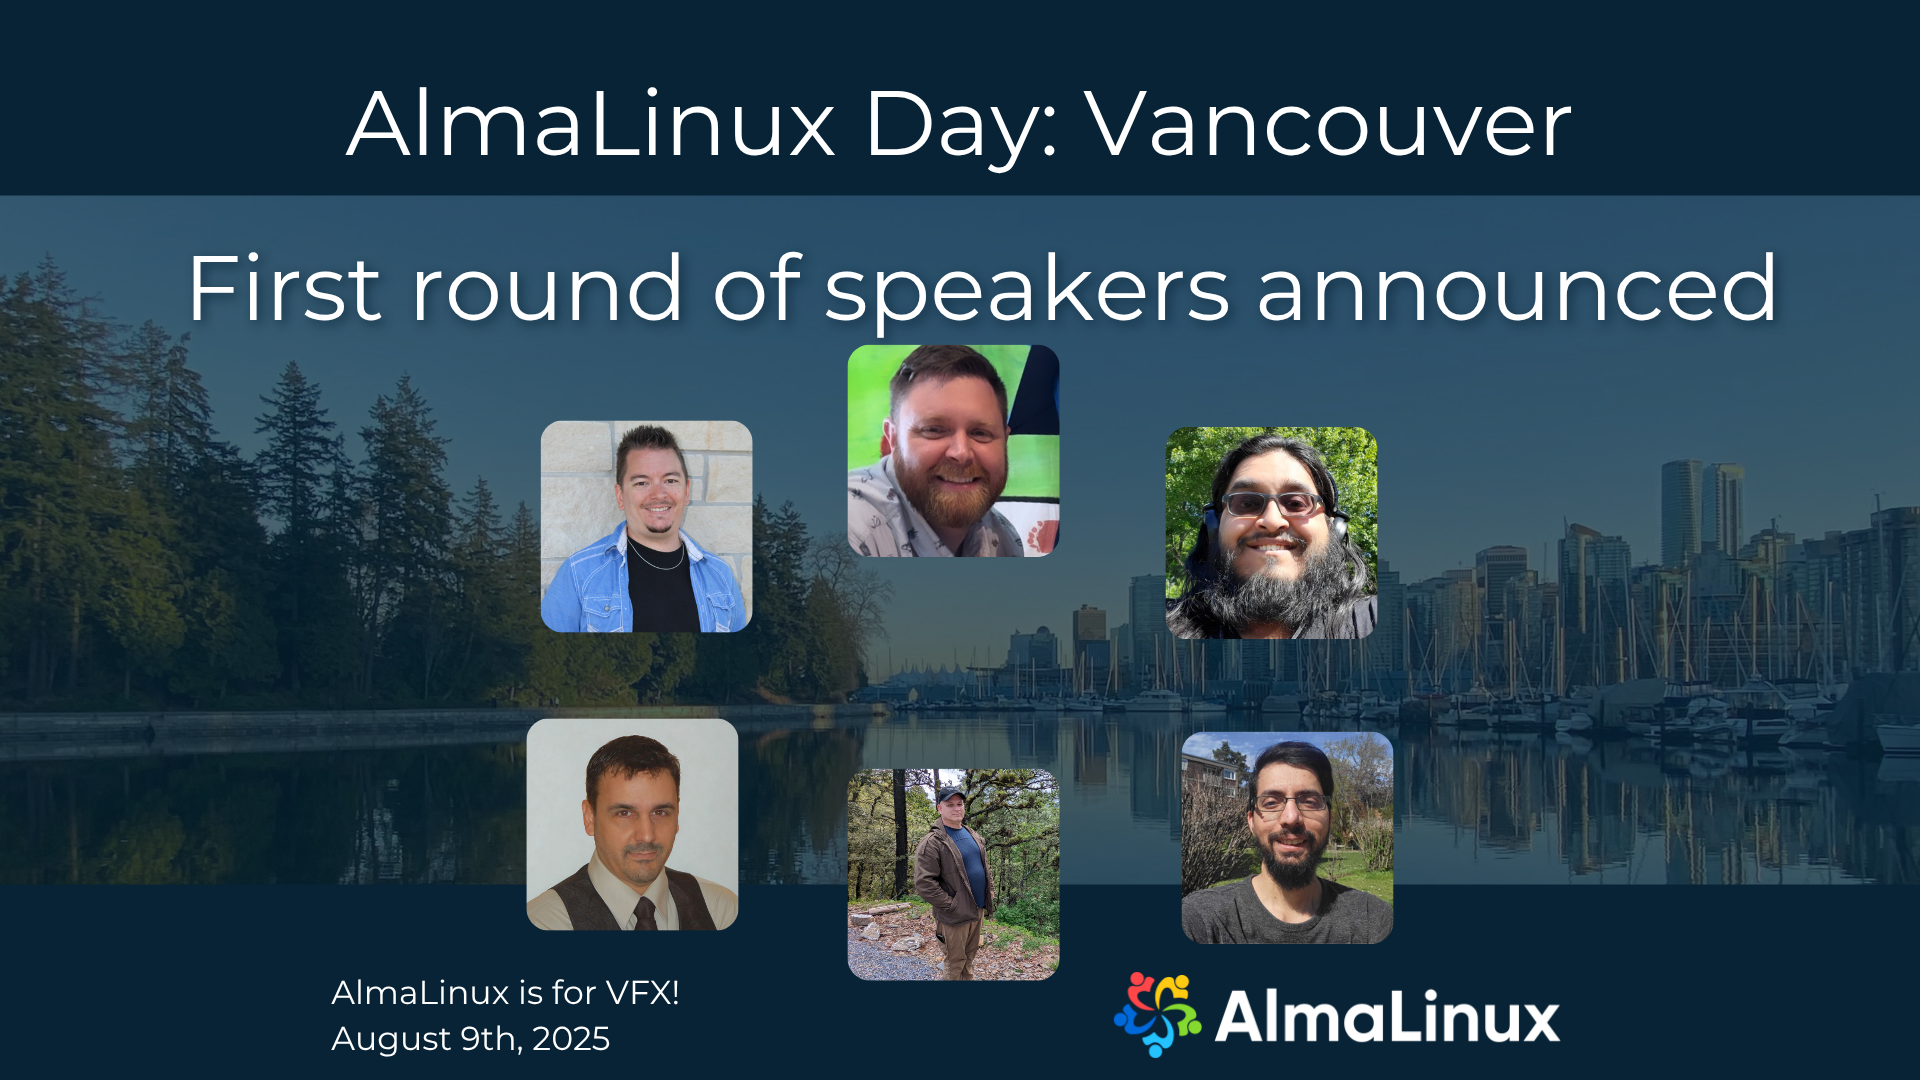 AlmaLinux Day: Vancouver
First round of speakers announced
AlmaLinux is for VFX!
August 9th, 2025
AlmaLinux